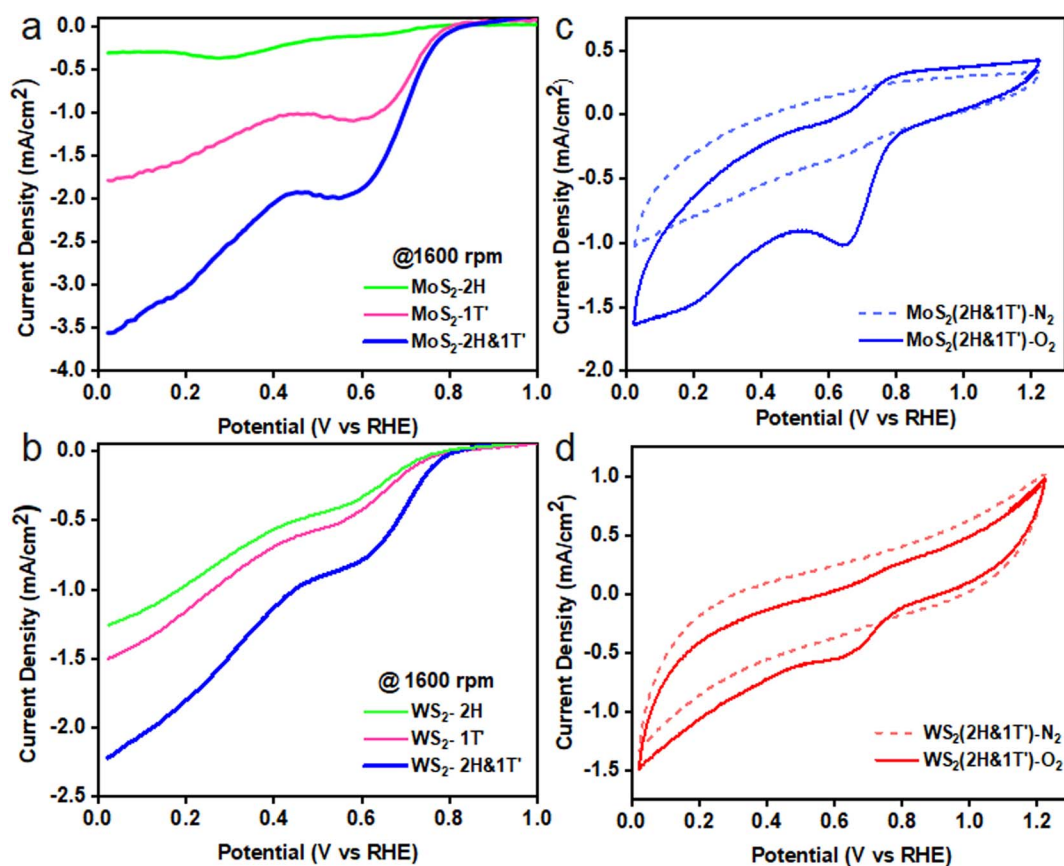 a
0.0
-0.5
-1.0
-1.5
-2.0
-2.5
-3.0
-3.5
-4.0
Current Density (mA/cm²)
@1600 rpm
MoS₂-2H
MoS₂-1T'
MoS₂-2H&1T'
0.0 0.2 0.4 0.6 0.8 1.0
Potential (V vs RHE)
c
0.5
0.0
-0.5
-1.0
-1.5
-2.0
Current Density (mA/cm²)
MoS₂(2H&1T')-N₂
MoS₂(2H&1T')-O₂
0.0 0.2 0.4 0.6 0.8 1.0 1.2
Potential (V vs RHE)
b
0.0
-0.5
-1.0
-1.5
-2.0
-2.5
Current Density (mA/cm²)
@ 1600 rpm
WS₂- 2H
WS₂- 1T'
WS₂- 2H&1T'
0.0 0.2 0.4 0.6 0.8 1.0
Potential (V vs RHE)
d
1.0
0.5
0.0
-0.5
-1.0
-1.5
Current Density (mA/cm²)
WS₂(2H&1T')-N₂
WS₂(2H&1T')-O₂
0.0 0.2 0.4 0.6 0.8 1.0 1.2
Potential (V vs RHE)